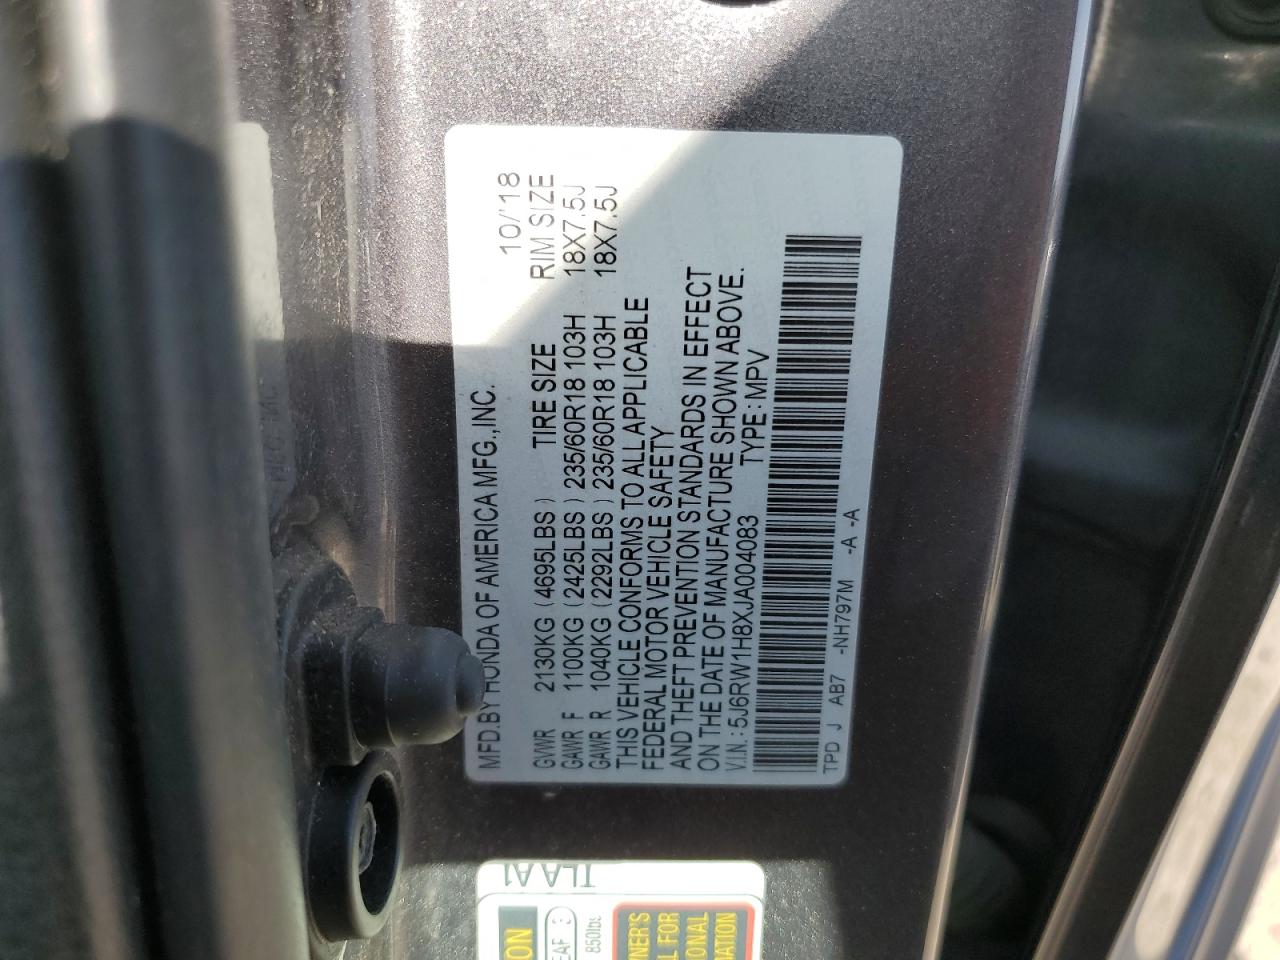 MFD.BY HONDA OF AMERICA MFG.,INC. 10/'18
GVWR 2130KG (4695LBS) TIRE SIZE RIM SIZE
GAWR F 1100KG (2425LBS) 235/60R18 103H 18X7.5J
GAWR R 1040KG (2292LBS) 235/60R18 103H 18X7.5J
THIS VEHICLE CONFORMS TO ALL APPLICABLE
FEDERAL MOTOR VEHICLE SAFETY
AND THEFT PREVENTION STANDARDS IN EFFECT
ON THE DATE OF MANUFACTURE SHOWN ABOVE.
V.I.N.: 5J6RW1H8XJA004083 TYPE: MPV
TPD J AB7 -NH797M -A -A
TLAA1
850lbs